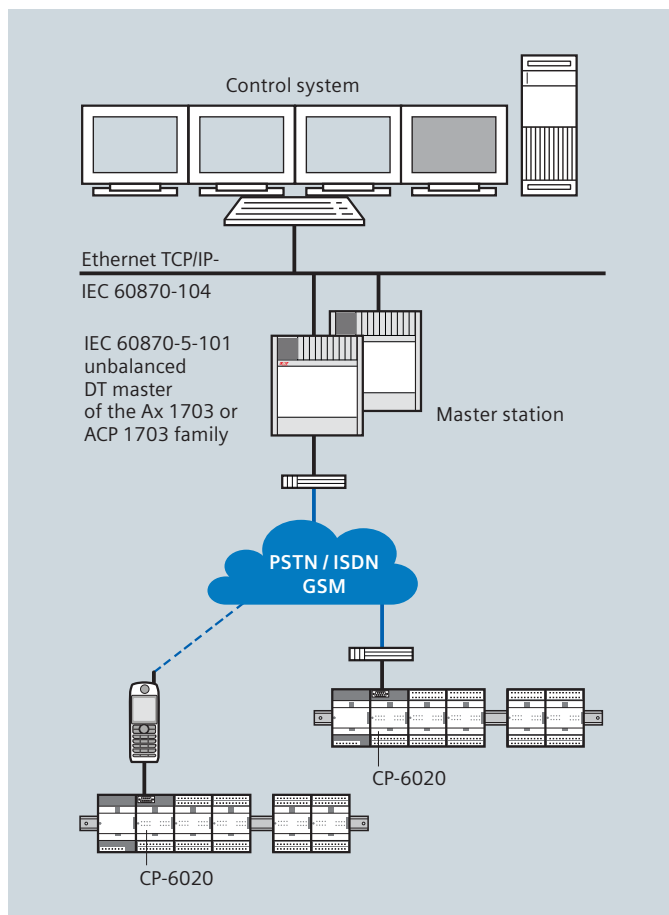 Control system
Ethernet TCP/IP-
IEC 60870-104
IEC 60870-5-101
unbalanced
DT master
of the Ax 1703 or
ACP 1703 family
Master station
PSTN / ISDN
GSM
CP-6020
CP-6020